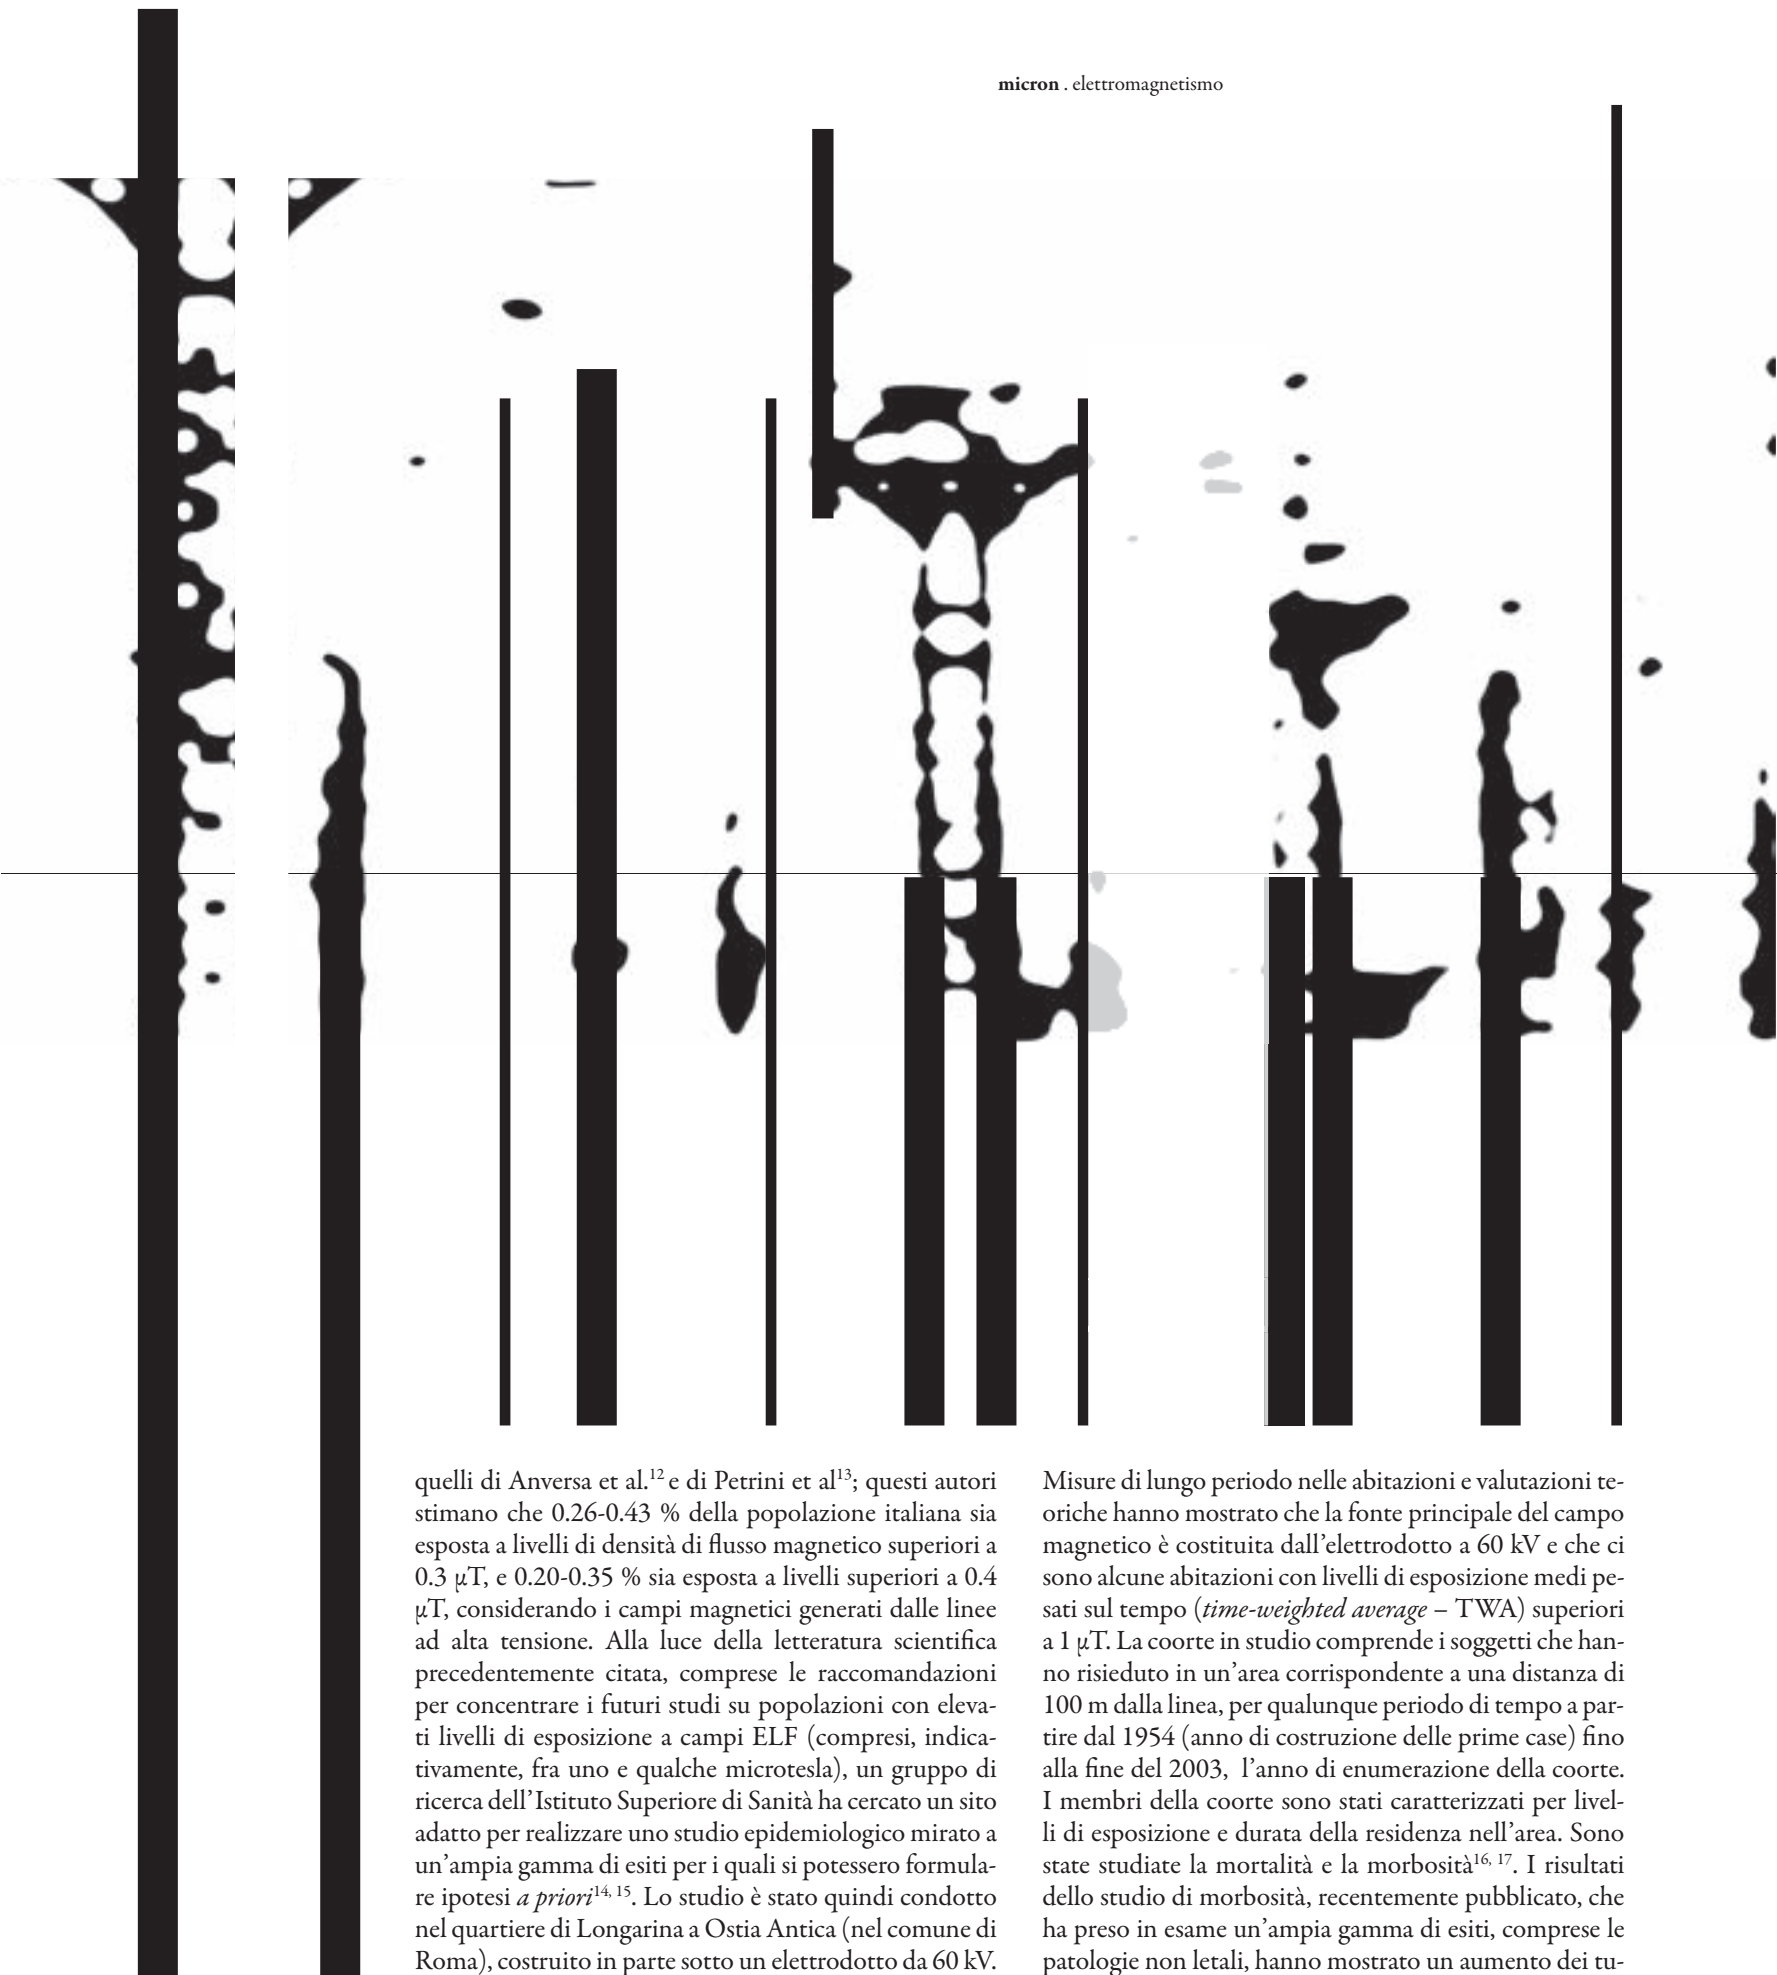 micron . elettromagnetismo
quelli di Anversa et al.12 e di Petrini et al13; questi autori
stimano che 0.26-0.43 % della popolazione italiana sia
esposta a livelli di densità di flusso magnetico superiori a
0.3 µT, e 0.20-0.35 % sia esposta a livelli superiori a 0.4
µT, considerando i campi magnetici generati dalle linee
ad alta tensione. Alla luce della letteratura scientifica
precedentemente citata, comprese le raccomandazioni
per concentrare i futuri studi su popolazioni con eleva-
ti livelli di esposizione a campi ELF (compresi, indica-
tivamente, fra uno e qualche microtesla), un gruppo di
ricerca dell’Istituto Superiore di Sanità ha cercato un sito
adatto per realizzare uno studio epidemiologico mirato a
un’ampia gamma di esiti per i quali si potessero formula-
re ipotesi a priori14, 15. Lo studio è stato quindi condotto
nel quartiere di Longarina a Ostia Antica (nel comune di
Roma), costruito in parte sotto un elettrodotto da 60 kV.
Misure di lungo periodo nelle abitazioni e valutazioni te-
oriche hanno mostrato che la fonte principale del campo
magnetico è costituita dall’elettrodotto a 60 kV e che ci
sono alcune abitazioni con livelli di esposizione medi pe-
sati sul tempo (time-weighted average – TWA) superiori
a 1 µT. La coorte in studio comprende i soggetti che han-
no risieduto in un’area corrispondente a una distanza di
100 m dalla linea, per qualunque periodo di tempo a par-
tire dal 1954 (anno di costruzione delle prime case) fino
alla fine del 2003, l’anno di enumerazione della coorte.
I membri della coorte sono stati caratterizzati per livel-
li di esposizione e durata della residenza nell’area. Sono
state studiate la mortalità e la morbosità16, 17. I risultati
dello studio di morbosità, recentemente pubblicato, che
ha preso in esame un’ampia gamma di esiti, comprese le
patologie non letali, hanno mostrato un aumento dei tu-